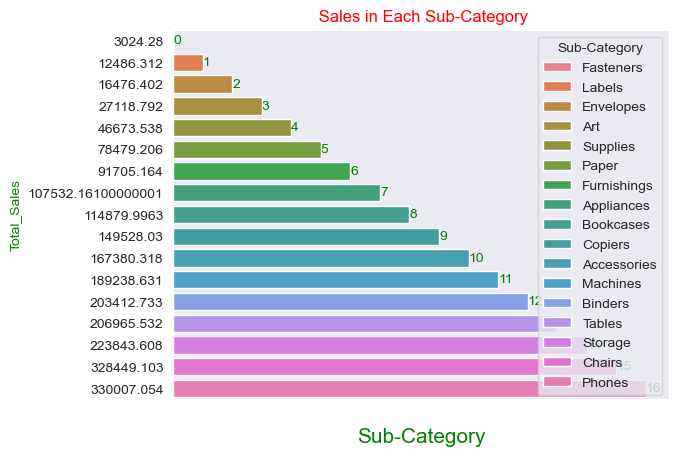 Sales in Each Sub-Category
Total_Sales
3024.28
12486.312
16476.402
27118.792
46673.538
78479.206
91705.164
107532.16100000001
114879.9963
149528.03
167380.318
189238.631
203412.733
206965.532
223843.608
328449.103
330007.054
0
1
2
3
4
5
6
7
8
9
10
11
12
15
16
Sub-Category
Fasteners
Labels
Envelopes
Art
Supplies
Paper
Furnishings
Appliances
Bookcases
Copiers
Accessories
Machines
Binders
Tables
Storage
Chairs
Phones
Sub-Category